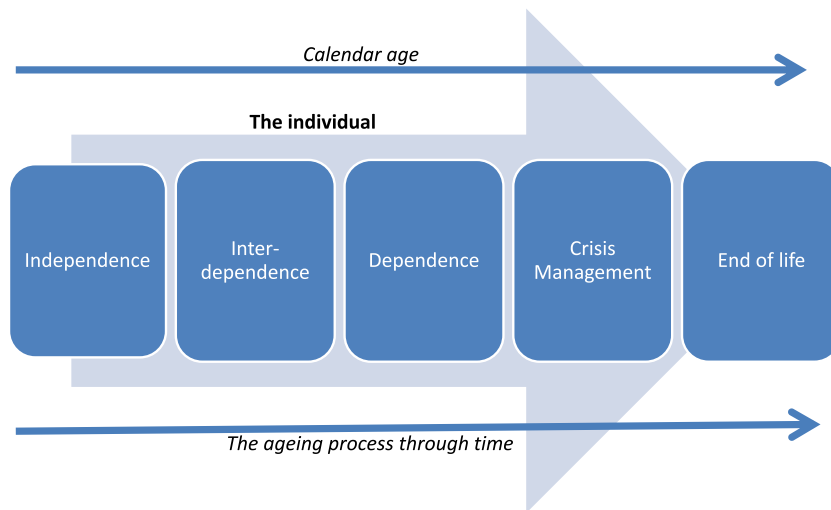 Calendar age
The individual
Independence
Inter-
dependence
Dependence
Crisis
Management
End of life
The ageing process through time